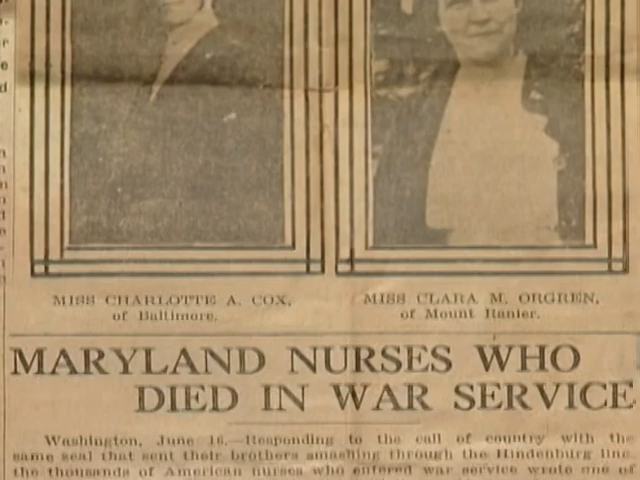 MISS CHARLOTTE A. COX,
of Baltimore.
MISS CLARA M. ORGREN,
of Mount Ranier.
MARYLAND NURSES WHO
DIED IN WAR SERVICE
Washington, June 16.—Responding to the call of country with the
same seal that sent their brothers smashing through the Hindenburg line
the thousands of American nurses who entered war service wrote one of